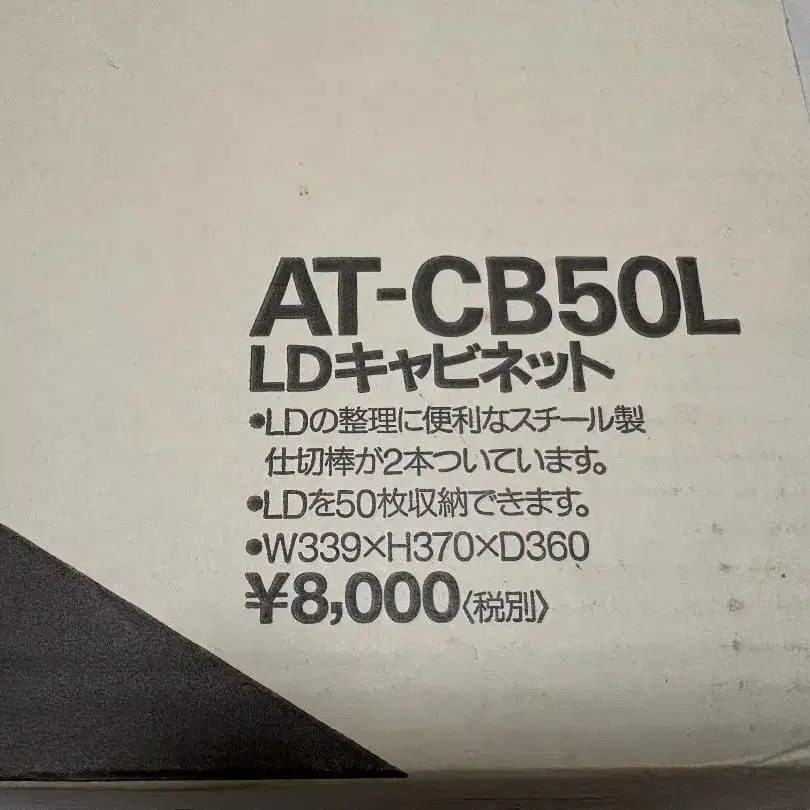 AT-CB50L
LDキャビネット
•LDの整理に便利なスチール製
仕切棒が2本ついています。
•LDを50枚収納できます。
•W339×H370×D360
¥8,000〈税別〉